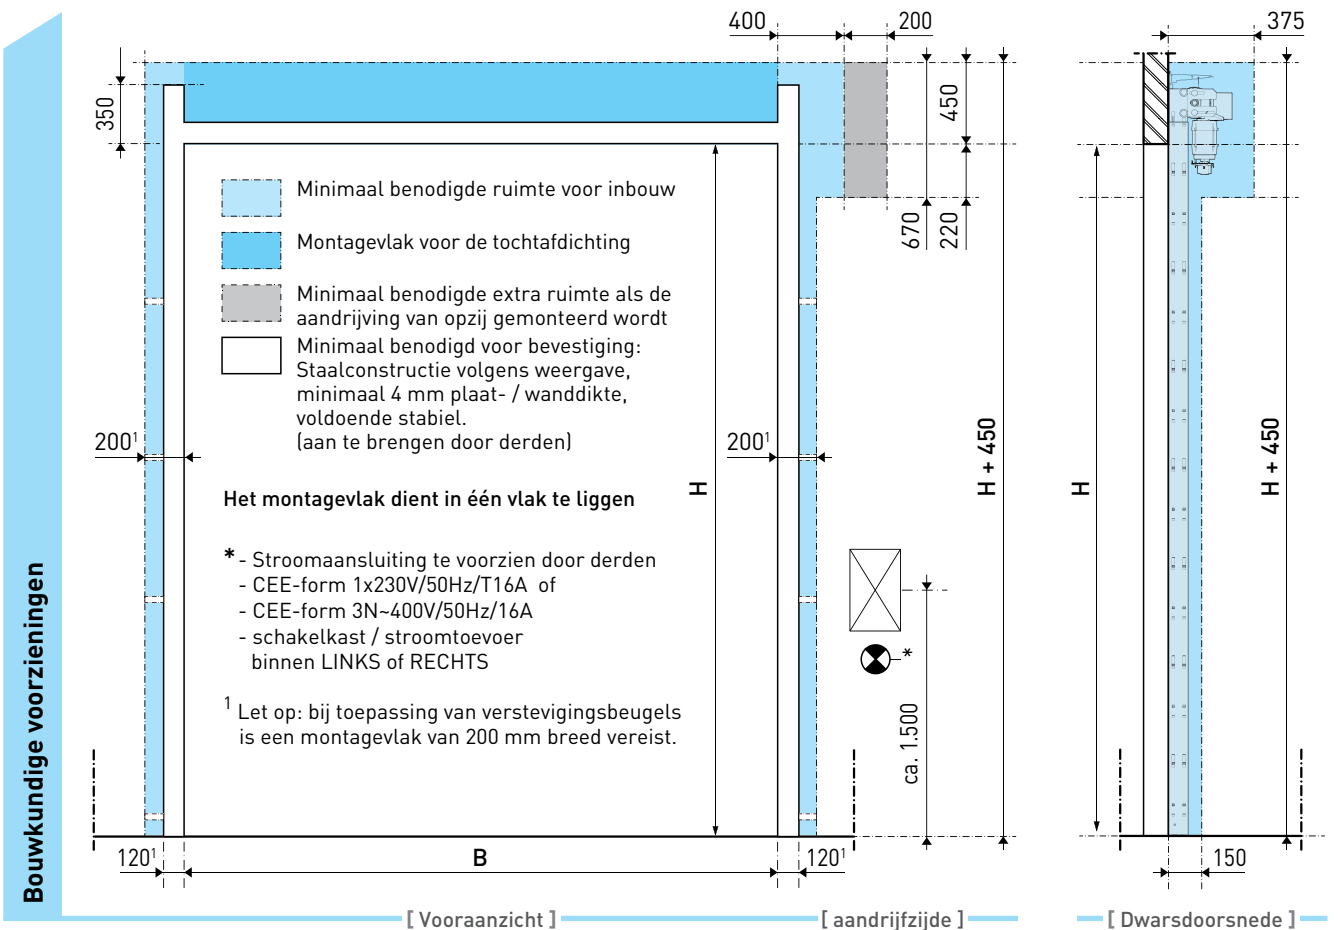 400
200
375
350
450
Minimaal benodigde ruimte voor inbouw
Montagevlak voor de tochtafdichting
670
220
Minimaal benodigde extra ruimte als de
aandrijving van opzij gemonteerd wordt
Minimaal benodigd voor bevestiging:
Staalconstructie volgens weergave,
minimaal 4 mm plaat- / wanddikte,
voldoende stabiel.
(aan te brengen door derden)
200¹
200¹
H
H + 450
H
H + 450
Het montagevlak dient in één vlak te liggen
* - Stroomaansluiting te voorzien door derden
- CEE-form 1x230V/50Hz/T16A of
- CEE-form 3N~400V/50Hz/16A
- schakelkast / stroomtoevoer
binnen LINKS of RECHTS
*
¹ Let op: bij toepassing van verstevigingsbeugels
is een montagevlak van 200 mm breed vereist.
ca. 1.500
Bouwkundige voorzieningen
120¹
B
120¹
150
[ Vooraanzicht ]
[ aandrijfzijde ]
[ Dwarsdoorsnede ]